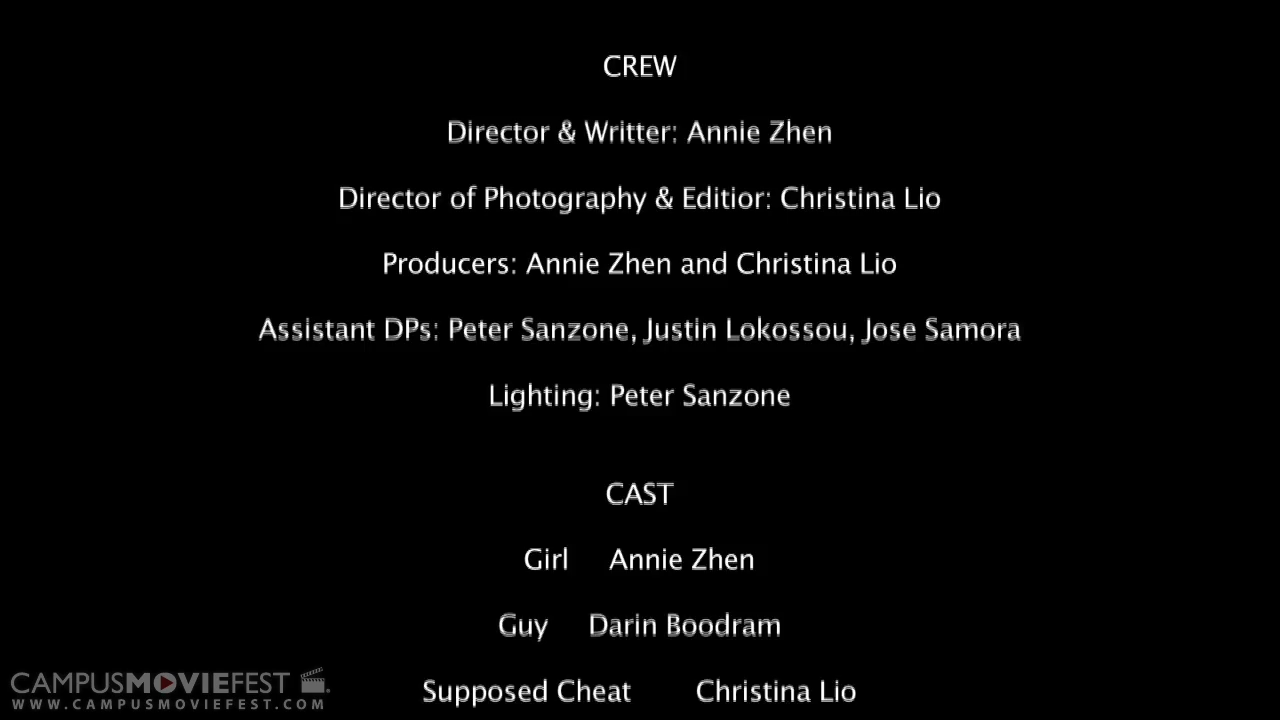 CREW
Director & Writter: Annie Zhen
Director of Photography & Editior: Christina Lio
Producers: Annie Zhen and Christina Lio
Assistant DPs: Peter Sanzone, Justin Lokossou, Jose Samora
Lighting: Peter Sanzone
CAST
Girl Annie Zhen
Guy Darin Boodram
Supposed Cheat Christina Lio
CAMPUSMOVIEFEST
WWW.CAMPUSMOVIEFEST.COM